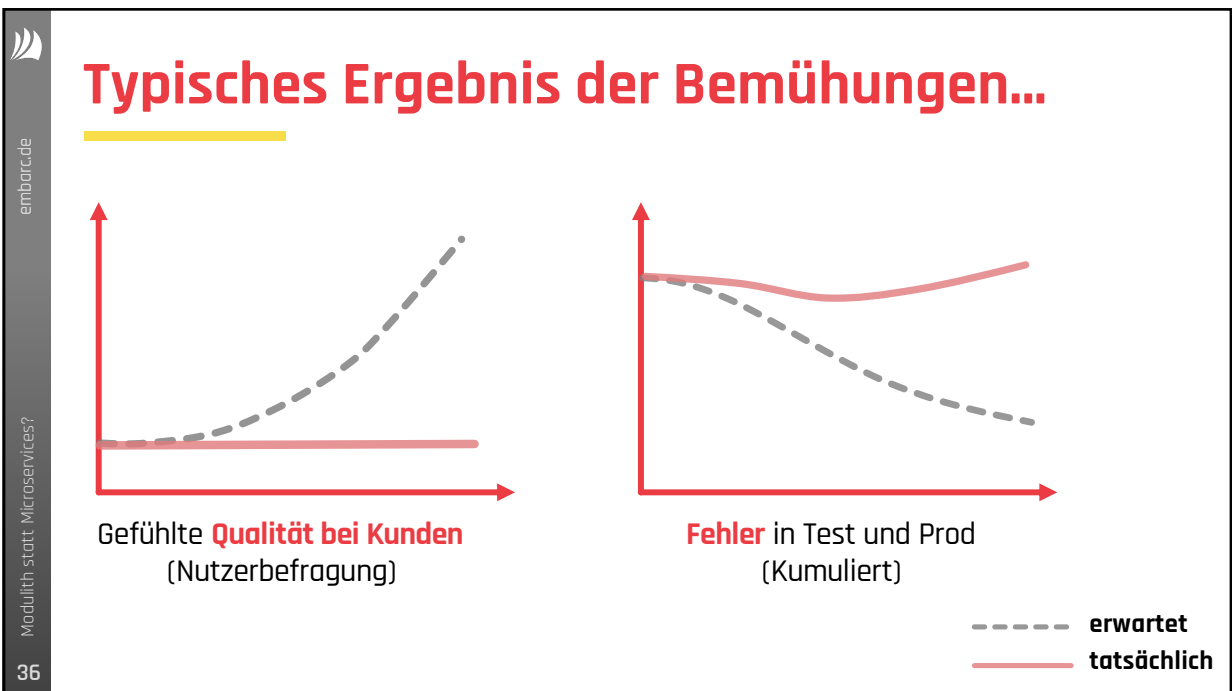 Typisches Ergebnis der Bemühungen...
embarc.de
Modulith statt Microservices?
36
Gefühlte Qualität bei Kunden
(Nutzerbefragung)
Fehler in Test und Prod
(Kumuliert)
erwartet
tatsächlich